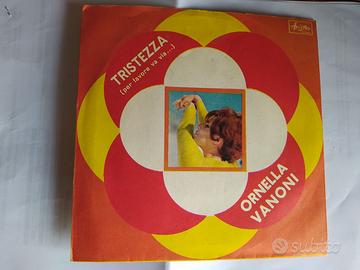 TRISTEZZA
(per favore va via...)
ORNELLA
VANONI
subito